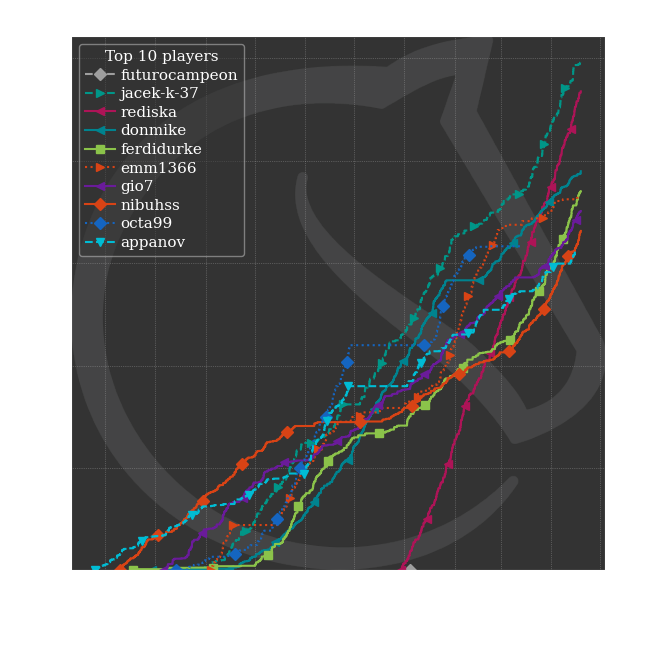 Top 10 players
futurocampeon
jacek-k-37
rediska
donmike
ferdidurke
emm1366
gio7
nibuhss
octa99
appanov